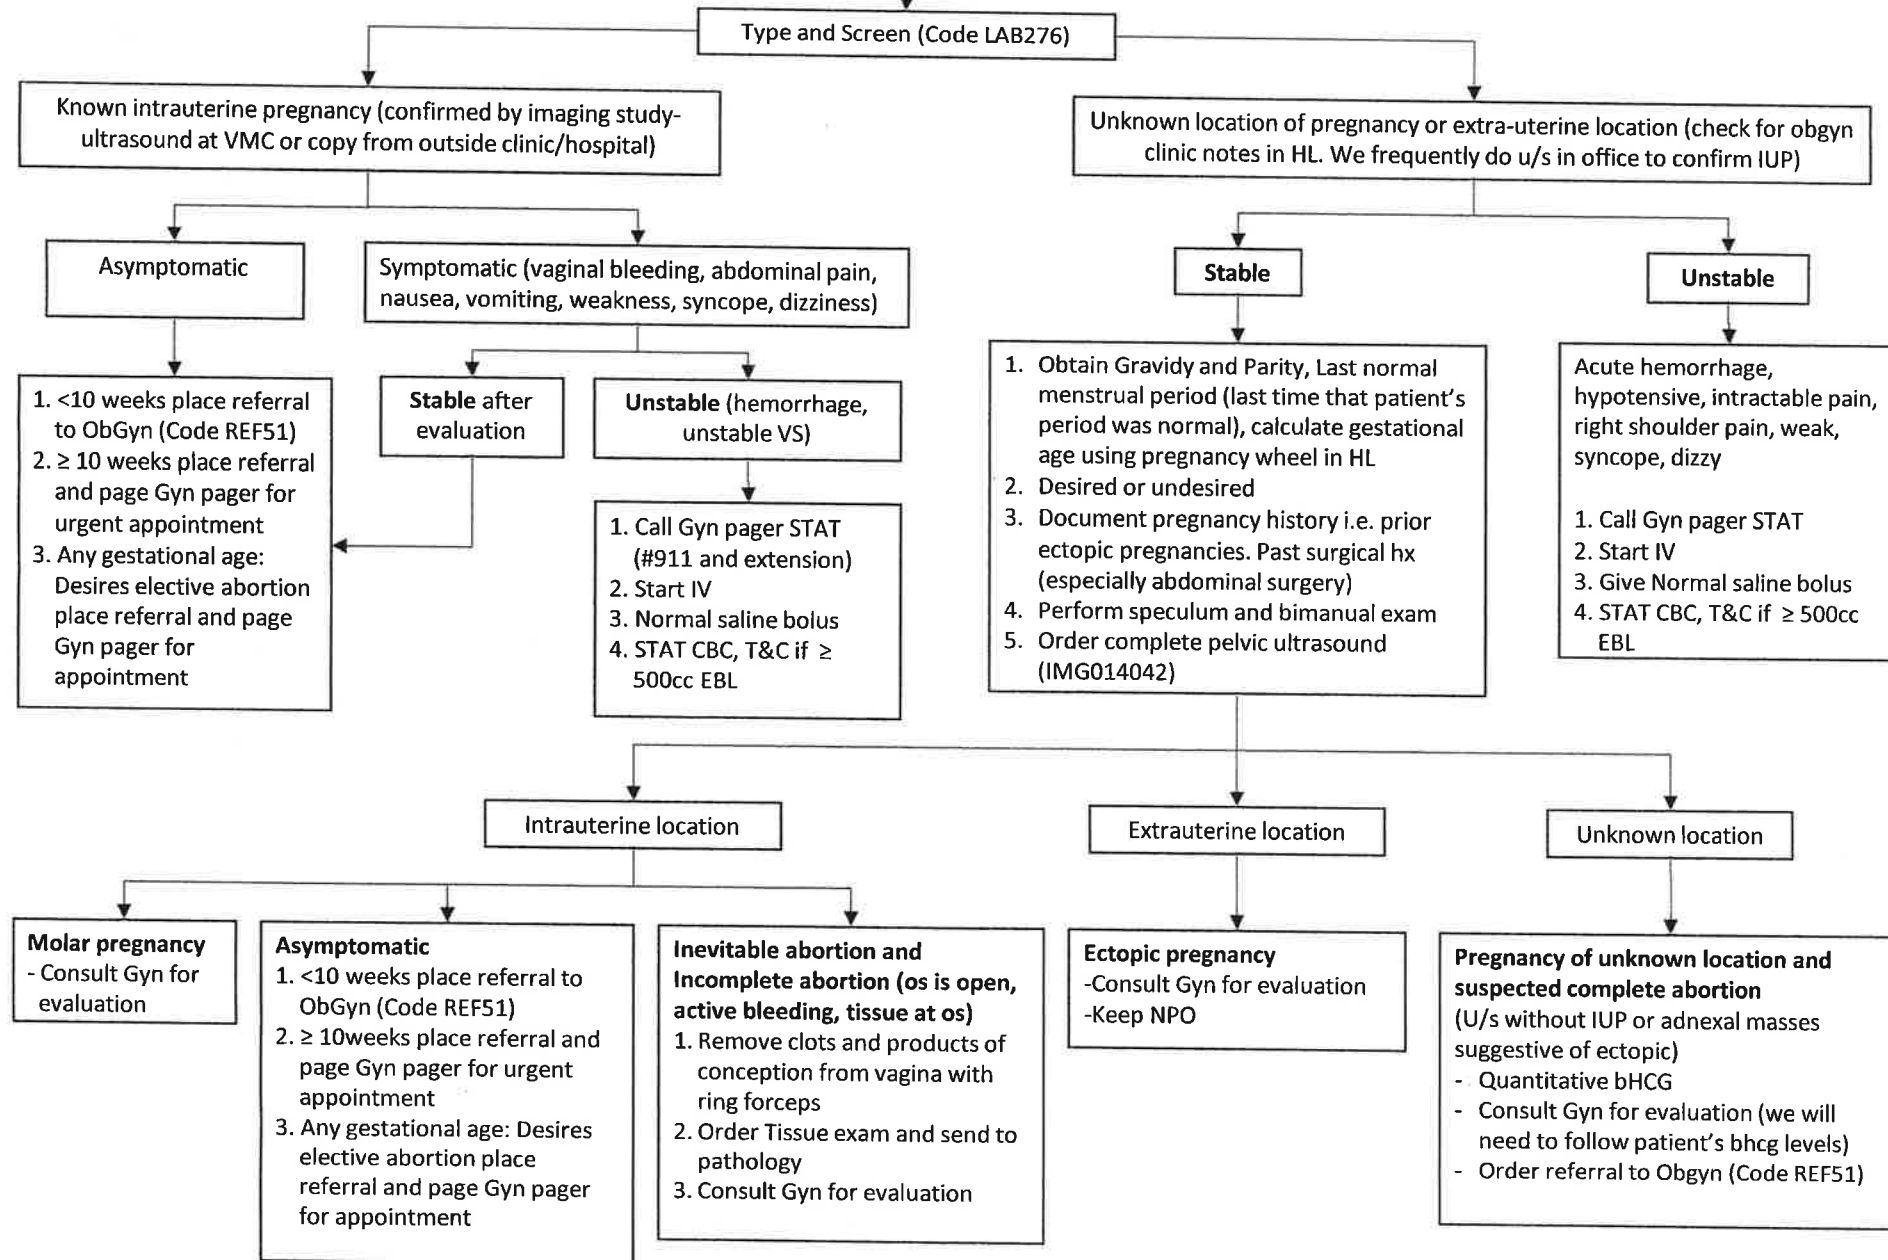 Type and Screen (Code LAB276)
Known intrauterine pregnancy (confirmed by imaging study-
ultrasound at VMC or copy from outside clinic/hospital)
Unknown location of pregnancy or extra-uterine location (check for obgyn
clinic notes in HL. We frequently do u/s in office to confirm IUP)
Asymptomatic
Symptomatic (vaginal bleeding, abdominal pain,
nausea, vomiting, weakness, syncope, dizziness)
Stable
Unstable
1. <10 weeks place referral
to ObGyn (Code REF51)
2. ≥ 10 weeks place referral
and page Gyn pager for
urgent appointment
3. Any gestational age:
Desires elective abortion
place referral and page
Gyn pager for
appointment
Stable after
evaluation
Unstable (hemorrhage,
unstable VS)
1. Call Gyn pager STAT
(#911 and extension)
2. Start IV
3. Normal saline bolus
4. STAT CBC, T&C if ≥
500cc EBL
1. Obtain Gravidy and Parity, Last normal
menstrual period (last time that patient's
period was normal), calculate gestational
age using pregnancy wheel in HL
2. Desired or undesired
3. Document pregnancy history i.e. prior
ectopic pregnancies. Past surgical hx
(especially abdominal surgery)
4. Perform speculum and bimanual exam
5. Order complete pelvic ultrasound
(IMG014042)
Acute hemorrhage,
hypotensive, intractable pain,
right shoulder pain, weak,
syncope, dizzy
1. Call Gyn pager STAT
2. Start IV
3. Give Normal saline bolus
4. STAT CBC, T&C if ≥ 500cc
EBL
Intrauterine location
Extrauterine location
Unknown location
Molar pregnancy
- Consult Gyn for
evaluation
Asymptomatic
1. <10 weeks place referral to
ObGyn (Code REF51)
2. ≥ 10weeks place referral and
page Gyn pager for urgent
appointment
3. Any gestational age: Desires
elective abortion place
referral and page Gyn pager
for appointment
Inevitable abortion and
Incomplete abortion (os is open,
active bleeding, tissue at os)
1. Remove clots and products of
conception from vagina with
ring forceps
2. Order Tissue exam and send to
pathology
3. Consult Gyn for evaluation
Ectopic pregnancy
-Consult Gyn for evaluation
-Keep NPO
Pregnancy of unknown location and
suspected complete abortion
(U/s without IUP or adnexal masses
suggestive of ectopic)
- Quantitative bHCG
- Consult Gyn for evaluation (we will
need to follow patient's bhcg levels)
- Order referral to Obgyn (Code REF51)